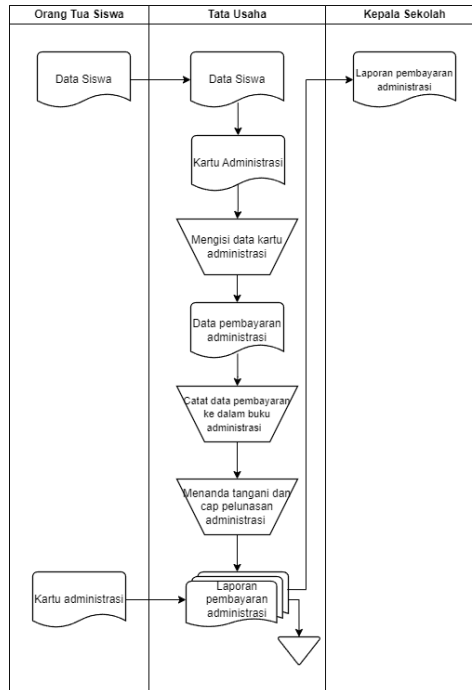 Orang Tua Siswa
Tata Usaha
Kepala Sekolah
Data Siswa
Data Siswa
Laporan pembayaran
administrasi
Kartu Administrasi
Mengisi data kartu
administrasi
Data pembayaran
administrasi
Catat data pembayaran
ke dalam buku
administrasi
Menanda tangani dan
cap pelunasan
administrasi
Kartu administrasi
Laporan
pembayaran
administrasi